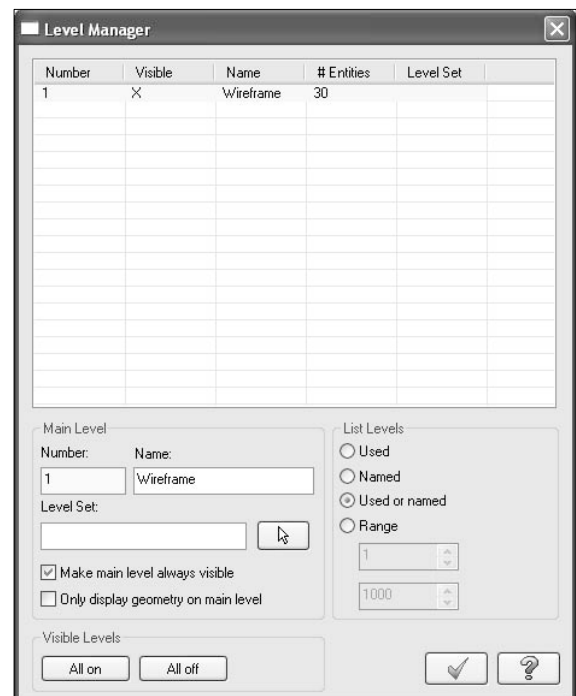 Level Manager
Number Visible Name # Entities Level Set
1 X Wireframe 30
Main Level
Number: Name:
1 Wireframe
Level Set:
Make main level always visible
Only display geometry on main level
List Levels
Used
Named
Used or named
Range
1
1000
Visible Levels
All on All off
?